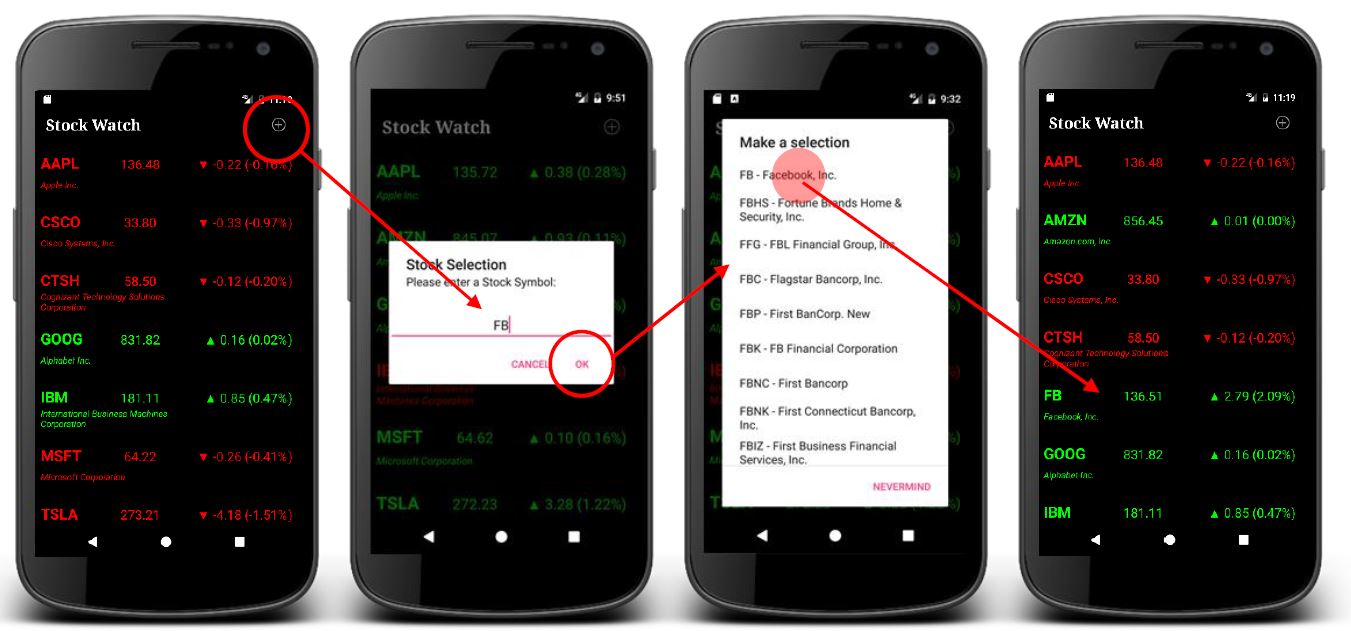 11:19
Stock Watch
AAPL 136.48 ▼ -0.22 (-0.16%)
Apple Inc.
CSCO 33.80 ▼ -0.33 (-0.97%)
Cisco Systems, Inc.
CTSH 58.50 ▼ -0.12 (-0.20%)
Cognizant Technology Solutions
Corporation
GOOG 831.82 ▲ 0.16 (0.02%)
Alphabet Inc.
IBM 181.11 ▲ 0.85 (0.47%)
International Business Machines
Corporation
MSFT 64.22 ▼ -0.26 (-0.41%)
Microsoft Corporation
TSLA 273.21 ▼ -4.18 (-1.51%)
4G 9:51
Stock Watch
AAPL 135.72 ▲ 0.38 (0.28%)
Apple Inc.
AMZN 845.07 ▲ 0.93 (0.11%)
Stock Selection
Please enter a Stock Symbol:
FB
CANCEL OK
International Business
Machines Corporation
MSFT 64.62 ▲ 0.10 (0.16%)
Microsoft Corporation
TSLA 272.23 ▲ 3.28 (1.22%)
4G 9:32
Make a selection
FB - Facebook, Inc.
FBHS - Fortune Brands Home &
Security, Inc.
FFG - FBL Financial Group, Inc.
FBC - Flagstar Bancorp, Inc.
FBP - First BanCorp. New
FBK - FB Financial Corporation
FBNC - First Bancorp
FBNK - First Connecticut Bancorp,
Inc.
FBIZ - First Business Financial
Services, Inc.
NEVERMIND
11:19
Stock Watch
AAPL 136.48 ▼ -0.22 (-0.16%)
Apple Inc.
AMZN 856.45 ▲ 0.01 (0.00%)
Amazon.com, Inc.
CSCO 33.80 ▼ -0.33 (-0.97%)
Cisco Systems, Inc.
CTSH 58.50 ▼ -0.12 (-0.20%)
Cognizant Technology Solutions
Corporation
FB 136.51 ▲ 2.79 (2.09%)
Facebook, Inc.
GOOG 831.82 ▲ 0.16 (0.02%)
Alphabet Inc.
IBM 181.11 ▲ 0.85 (0.47%)